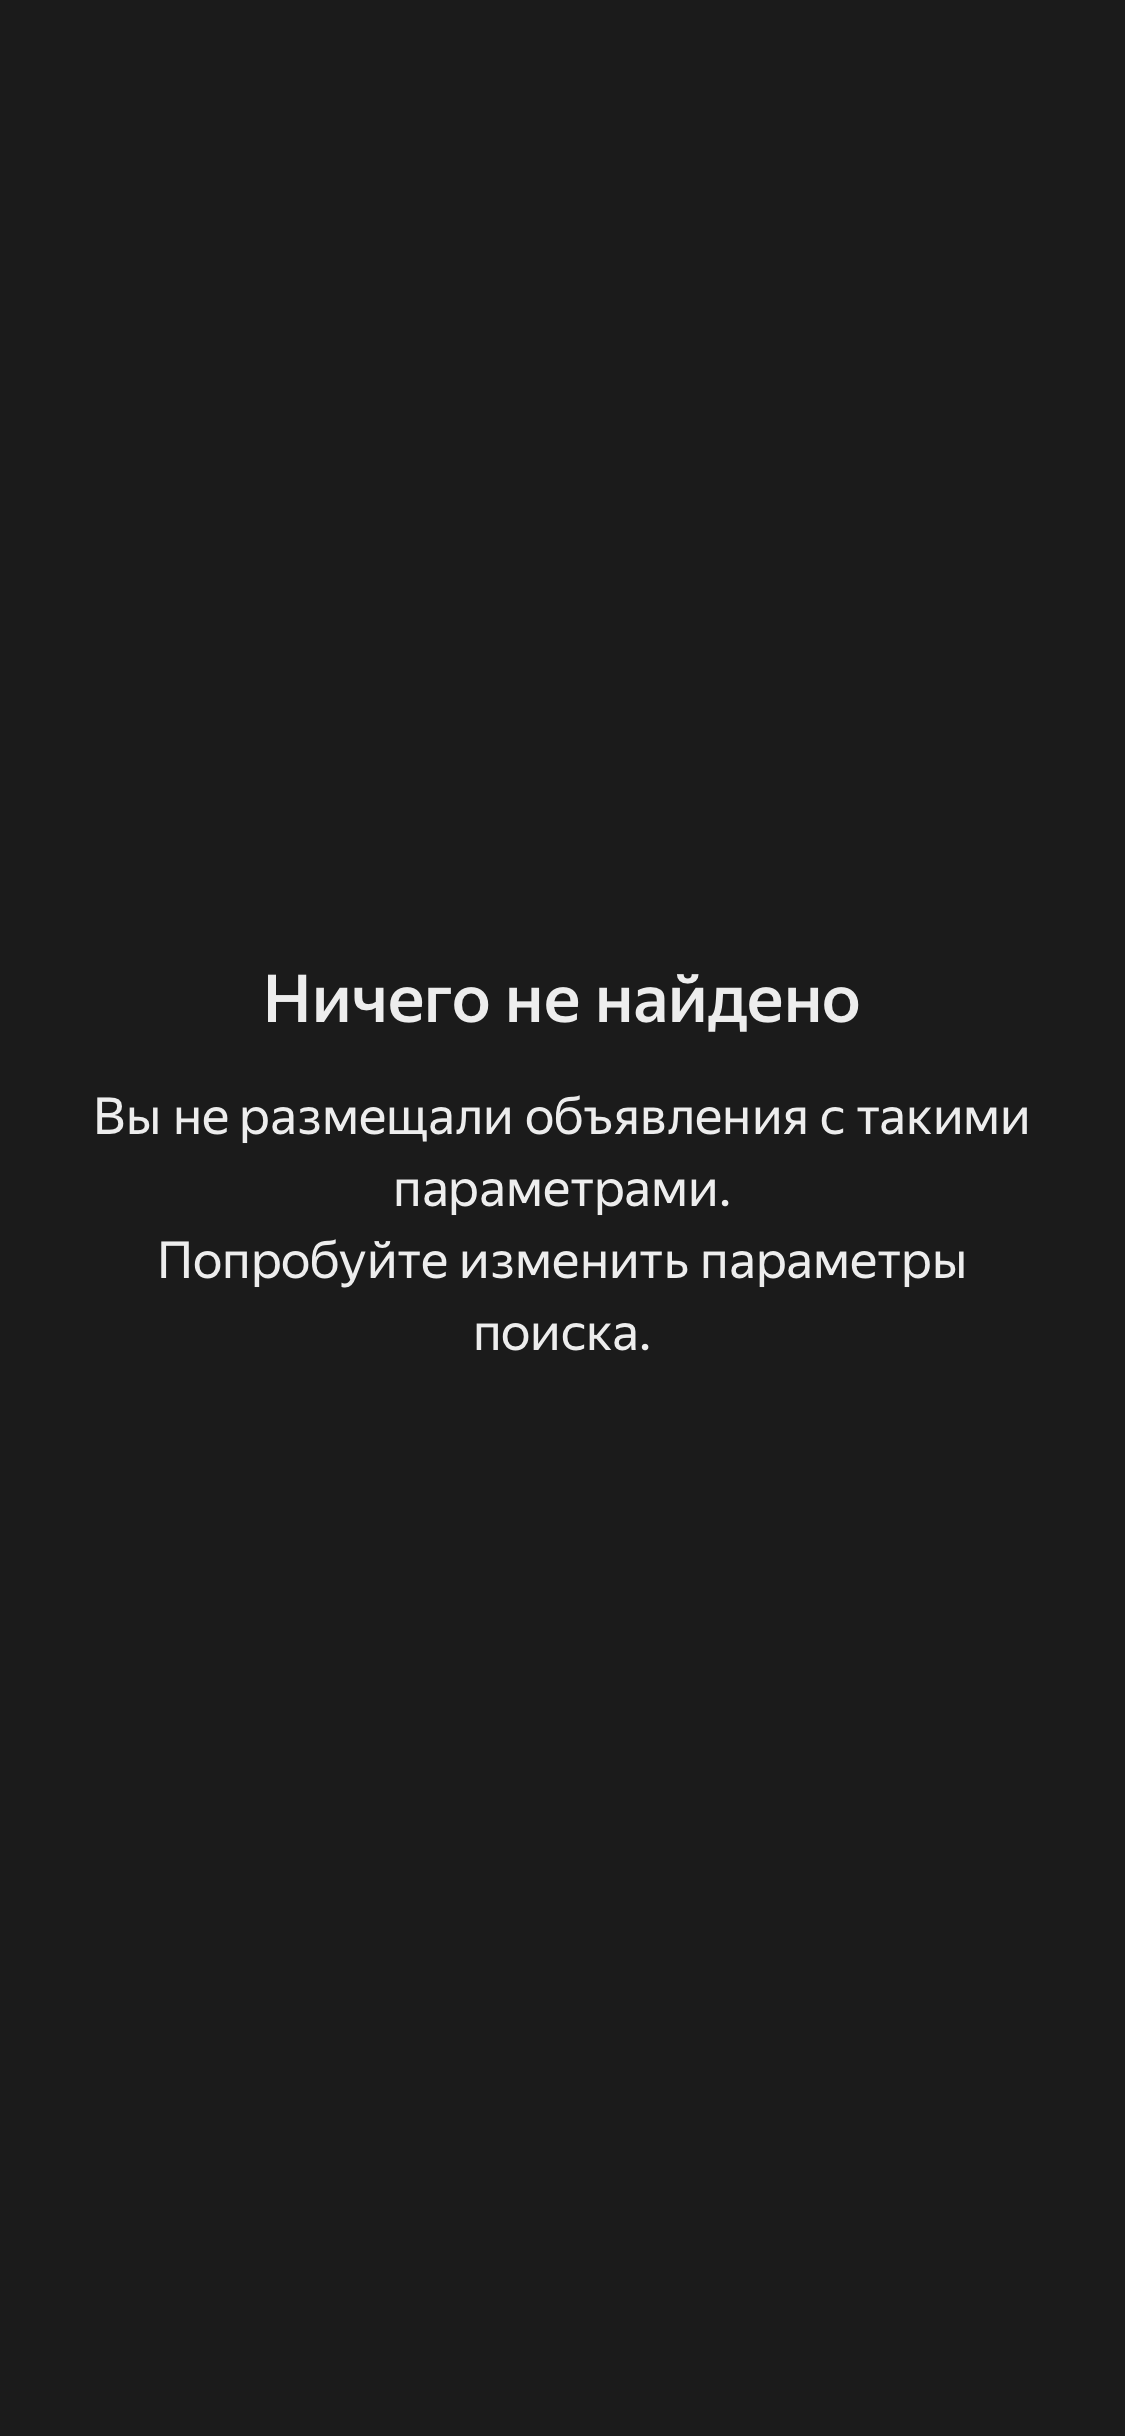 Ничего не найдено
Вы не размещали объявления с такими
параметрами.
Попробуйте изменить параметры
поиска.